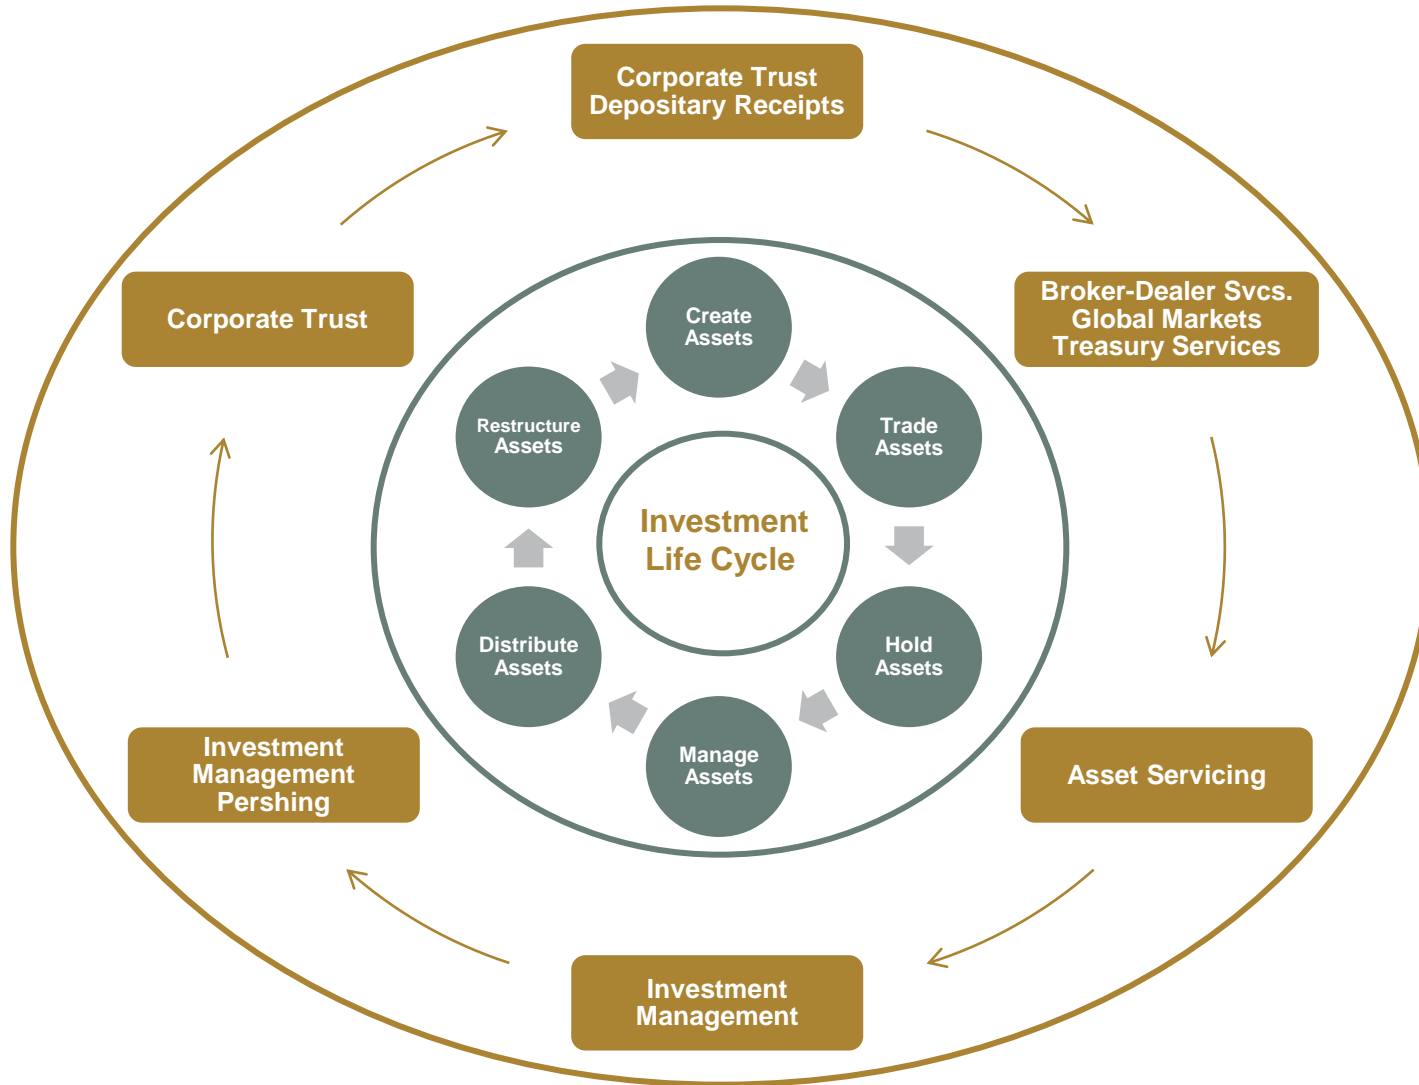 Corporate Trust
Depositary Receipts
Corporate Trust
Broker-Dealer Svcs.
Global Markets
Treasury Services
Create
Assets
Restructure
Assets
Trade
Assets
Investment
Life Cycle
Distribute
Assets
Hold
Assets
Manage
Assets
Investment
Management
Pershing
Asset Servicing
Investment
Management